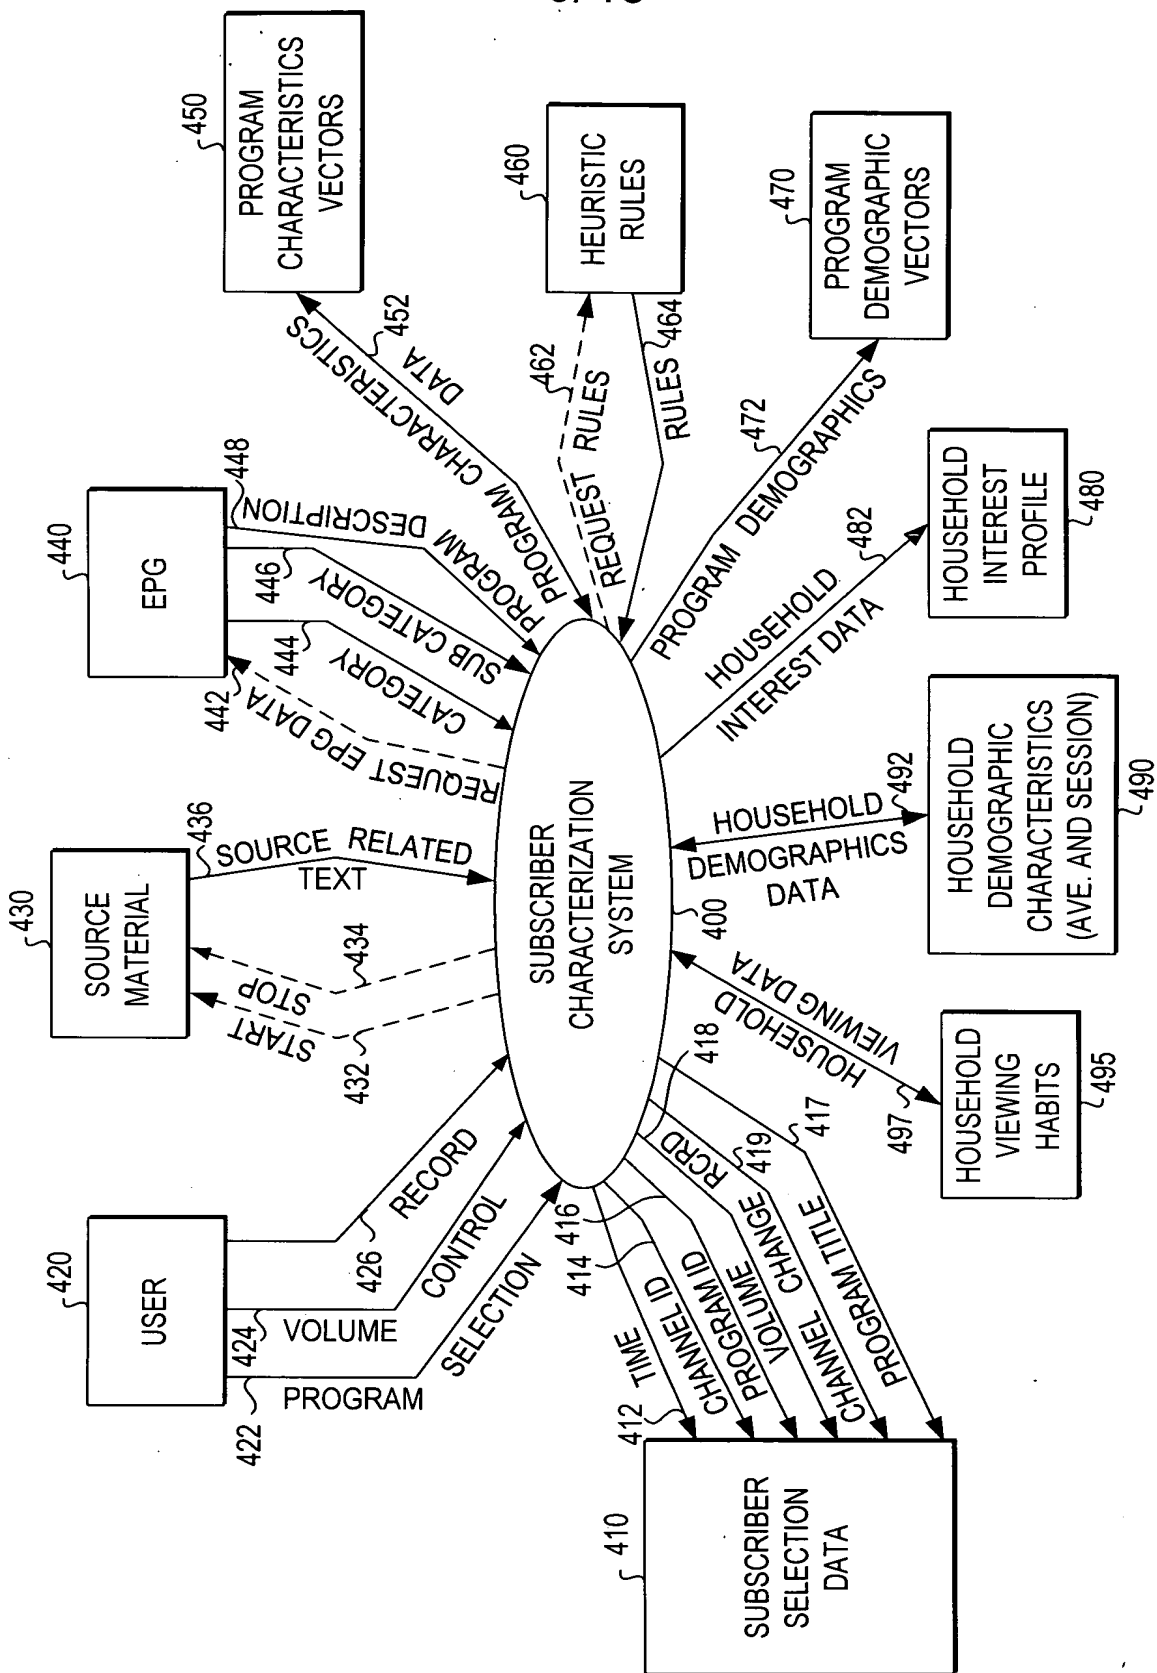 420
USER
422
PROGRAM
SELECTION
424
VOLUME
CONTROL
426
RECORD
430
SOURCE
MATERIAL
START
432
STOP
434
436
SOURCE RELATED
TEXT
440
EPG
442
REQUEST EPG DATA
444
CATEGORY
446
SUB CATEGORY
448
PROGRAM DESCRIPTION
450
PROGRAM
CHARACTERISTICS
VECTORS
452
PROGRAM CHARACTERISTICS
DATA
460
HEURISTIC
RULES
462
REQUEST RULES
464
RULES
470
PROGRAM
DEMOGRAPHIC
VECTORS
472
PROGRAM DEMOGRAPHICS
SUBSCRIBER
CHARACTERIZATION
SYSTEM
400
410
SUBSCRIBER
SELECTION
DATA
412
TIME
414
CHANNEL ID
416
PROGRAM ID
VOLUME
418
RCRD
419
CHANNEL CHANGE
417
PROGRAM TITLE
HOUSEHOLD
VIEWING DATA
497
HOUSEHOLD
VIEWING
HABITS
495
HOUSEHOLD
DEMOGRAPHICS
DATA
492
HOUSEHOLD
DEMOGRAPHIC
CHARACTERISTICS
(AVE. AND SESSION)
490
HOUSEHOLD
INTEREST DATA
482
HOUSEHOLD
INTEREST
PROFILE
480